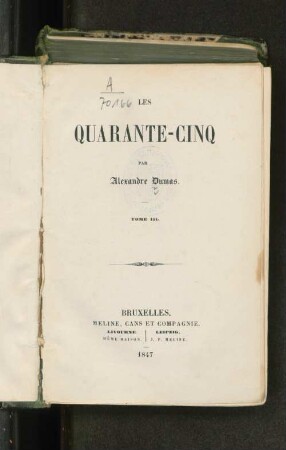 A
70166
LES
QUARANTE-CINQ
PAR
Alexandre Dumas.
TOME III.
BRUXELLES,
MELINE, CANS ET COMPAGNIE.
LIVOURNE LEIPZIG.
MÊME MAISON J. P. MELINE.
1847